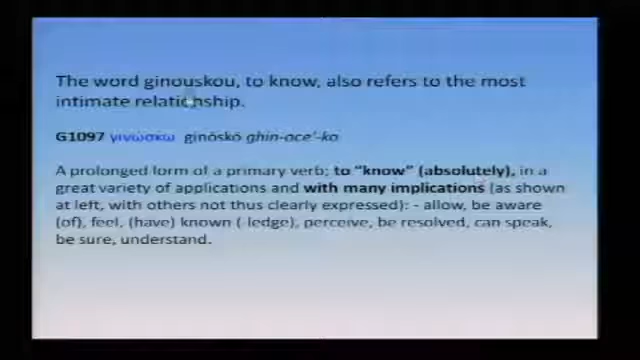 The word ginouskou, to know, also refers to the most
intimate relationship.
G1097 γινώσκω ginōskō ghin-oce'-ko
A prolonged form of a primary verb; to “know” (absolutely), in a
great variety of applications and with many implications (as shown
at left, with others not thus clearly expressed): - allow, be aware
(of), feel, (have) known (-ledge), perceive, be resolved, can speak,
be sure, understand.